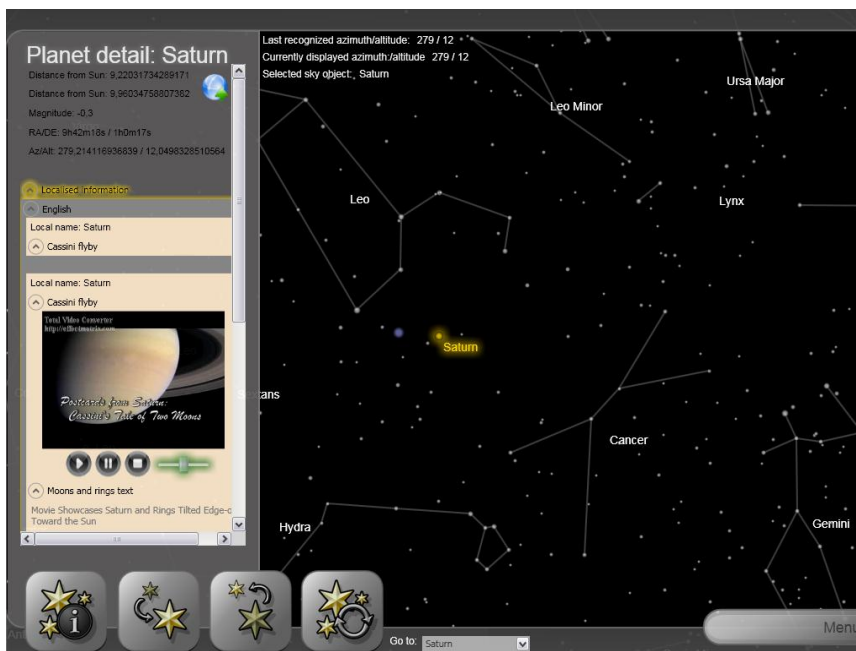 Planet detail: Saturn
Distance from Sun: 9,22031734289171
Distance from Sun: 9,96034758807362
Magnitude: -0,3
RA/DE: 9h42m18s / 1h0m17s
Az/Alt: 279,214116936839 / 12,0498328510564
Localised information
English
Local name: Saturn
Cassini flyby
Local name: Saturn
Cassini flyby
Total Video Converter
http://effectmatrix.com
Postcards from Saturn:
Cassini's Tale of Two Moons
Moons and rings text
Movie Showcases Saturn and Rings Tilted Edge-o
Toward the Sun
Last recognized azimuth/altitude: 279 / 12
Currently displayed azimuth:/altitude 279 / 12
Selected sky object:, Saturn
Ursa Major
Leo Minor
Leo
Lynx
Saturn
tans
Cancer
Hydra
Gemini
Go to: Saturn
Menu